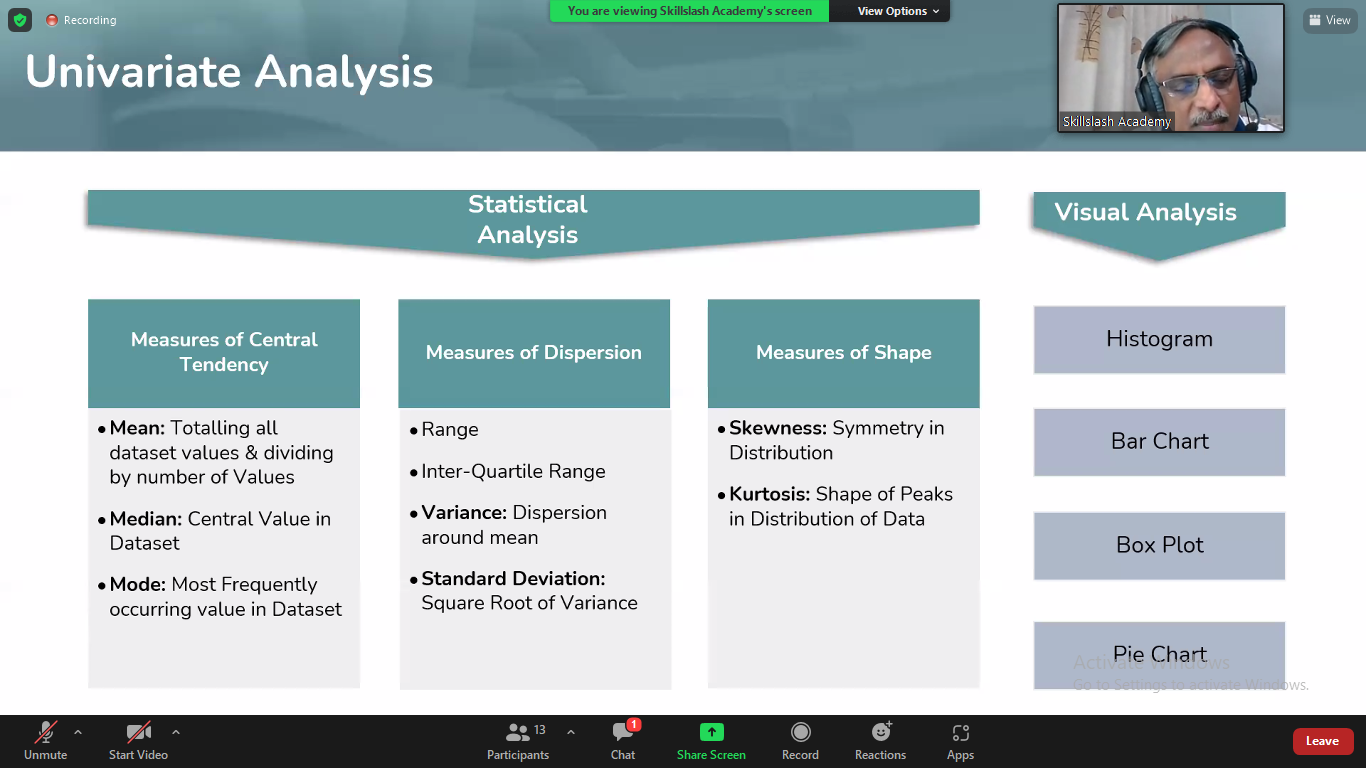 Recording
You are viewing Skillslash Academy's screen
View Options
View
Univariate Analysis
Skillslash Academy
Statistical
Analysis
Visual Analysis
Measures of Central
Tendency
• Mean: Totalling all
dataset values & dividing
by number of Values
• Median: Central Value in
Dataset
• Mode: Most Frequently
occurring value in Dataset
Measures of Dispersion
• Range
• Inter-Quartile Range
• Variance: Dispersion
around mean
• Standard Deviation:
Square Root of Variance
Measures of Shape
• Skewness: Symmetry in
Distribution
• Kurtosis: Shape of Peaks
in Distribution of Data
Histogram
Bar Chart
Box Plot
Pie Chart
Activate Windows
Go to Settings to activate Windows.
Unmute
Start Video
13
Participants
1
Chat
Share Screen
Record
Reactions
Apps
Leave